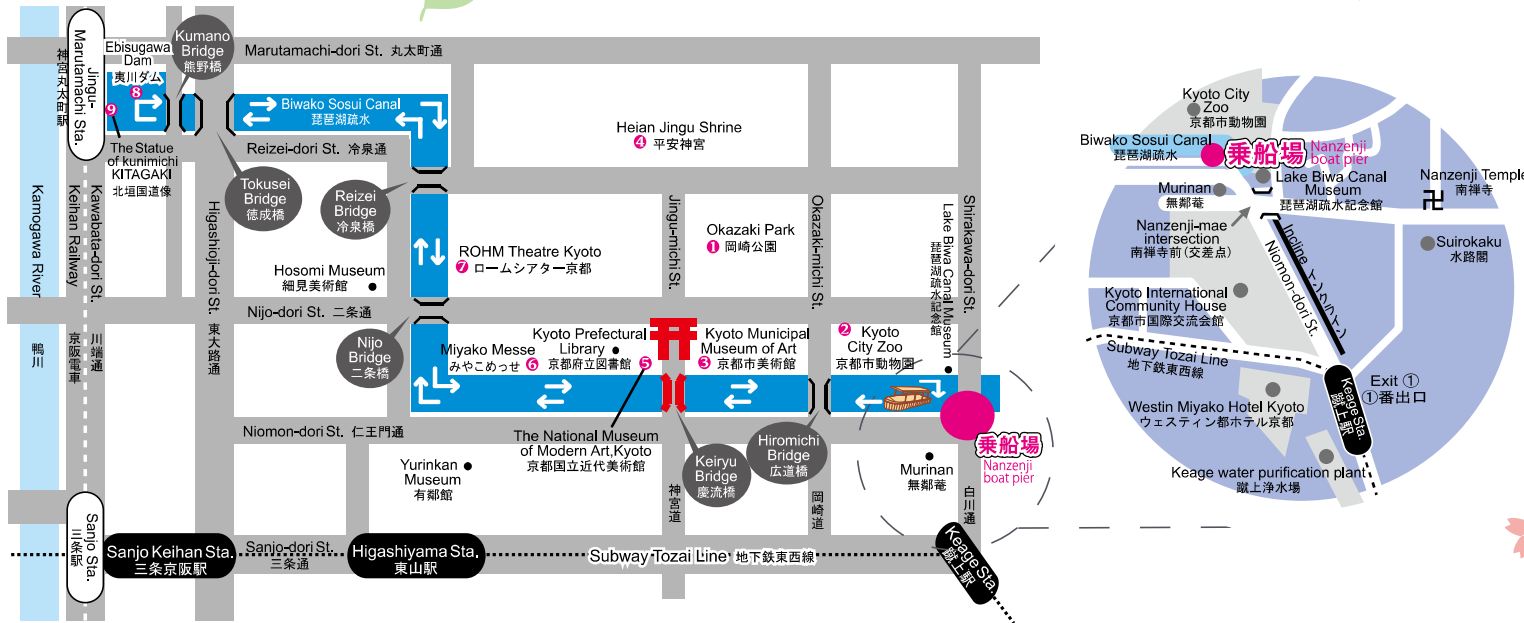 Marutamachi-dori St. 丸太町通
Kumano
Bridge
熊野橋
Ebisugawa
Dam
夷川ダム
8
9
Jingu-
Marutamachi Sta.
神宮丸太町駅
The Statue
of kunimichi
KITAGAKI
北垣国道像
Biwako Sosui Canal
琵琶湖疏水
Reizei-dori St. 冷泉通
Tokusei
Bridge
徳成橋
Reizei
Bridge
冷泉橋
Heian Jingu Shrine
4 平安神宮
Kamogawa River
鴨川
Keihan Railway
京阪電車
Kawabata-dori St.
川端通
Higashioji-dori St. 東大路通
Hosomi Museum
細見美術館
ROHM Theatre Kyoto
7 ロームシアター京都
Okazaki Park
1 岡崎公園
Jingu-michi St.
神宮道
Okazaki-michi St.
岡崎道
Lake Biwa Canal Museum
琵琶湖疏水記念館
Shirakawa-dori St.
白川通
Nijo-dori St. 二条通
Nijo
Bridge
二条橋
Miyako Messe
みやこめっせ 6
Kyoto Prefectural
Library
京都府立図書館
5
Kyoto Municipal
Museum of Art
3 京都市美術館
2 Kyoto
City Zoo
京都市動物園
Niomon-dori St. 仁王門通
The National Museum
of Modern Art,Kyoto
京都国立近代美術館
Keiryu
Bridge
慶流橋
Hiromichi
Bridge
広道橋
乗船場
Nanzenji
boat pier
Yurinkan
Museum
有鄰館
Murinan
無鄰菴
Sanjo Sta.
三条駅
Sanjo Keihan Sta.
三条京阪駅
Sanjo-dori St.
三条通
Higashiyama Sta.
東山駅
Subway Tozai Line 地下鉄東西線
Keage Sta.
蹴上駅
Kyoto City
Zoo
京都市動物園
Biwako Sosui Canal
琵琶湖疏水
乗船場
Nanzenji
boat pier
Lake Biwa Canal
Museum
琵琶湖疏水記念館
Murinan
無鄰菴
Nanzenji Temple
南禅寺
卍
Nanzenji-mae
intersection
南禅寺前(交差点)
Suirokaku
水路閣
Incline インクライン
Niomon-dori St.
Kyoto International
Community House
京都市国際交流会館
Subway Tozai Line
地下鉄東西線
Keage Sta.
蹴上駅
Exit ①
①番出口
Westin Miyako Hotel Kyoto
ウェスティン都ホテル京都
Keage water purification plant
蹴上浄水場